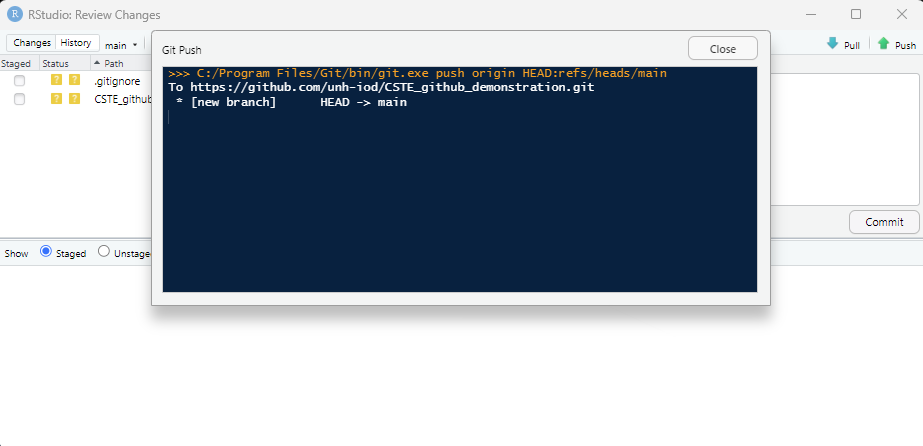 R RStudio: Review Changes
Changes History main
Pull Push
Staged Status Path
? ? .gitignore
? ? CSTE_github
Git Push
Close
>>> C:/Program Files/Git/bin/git.exe push origin HEAD:refs/heads/main
To https://github.com/unh-iod/CSTE_github_demonstration.git
* [new branch] HEAD -> main
Commit
Show Staged Unstaged